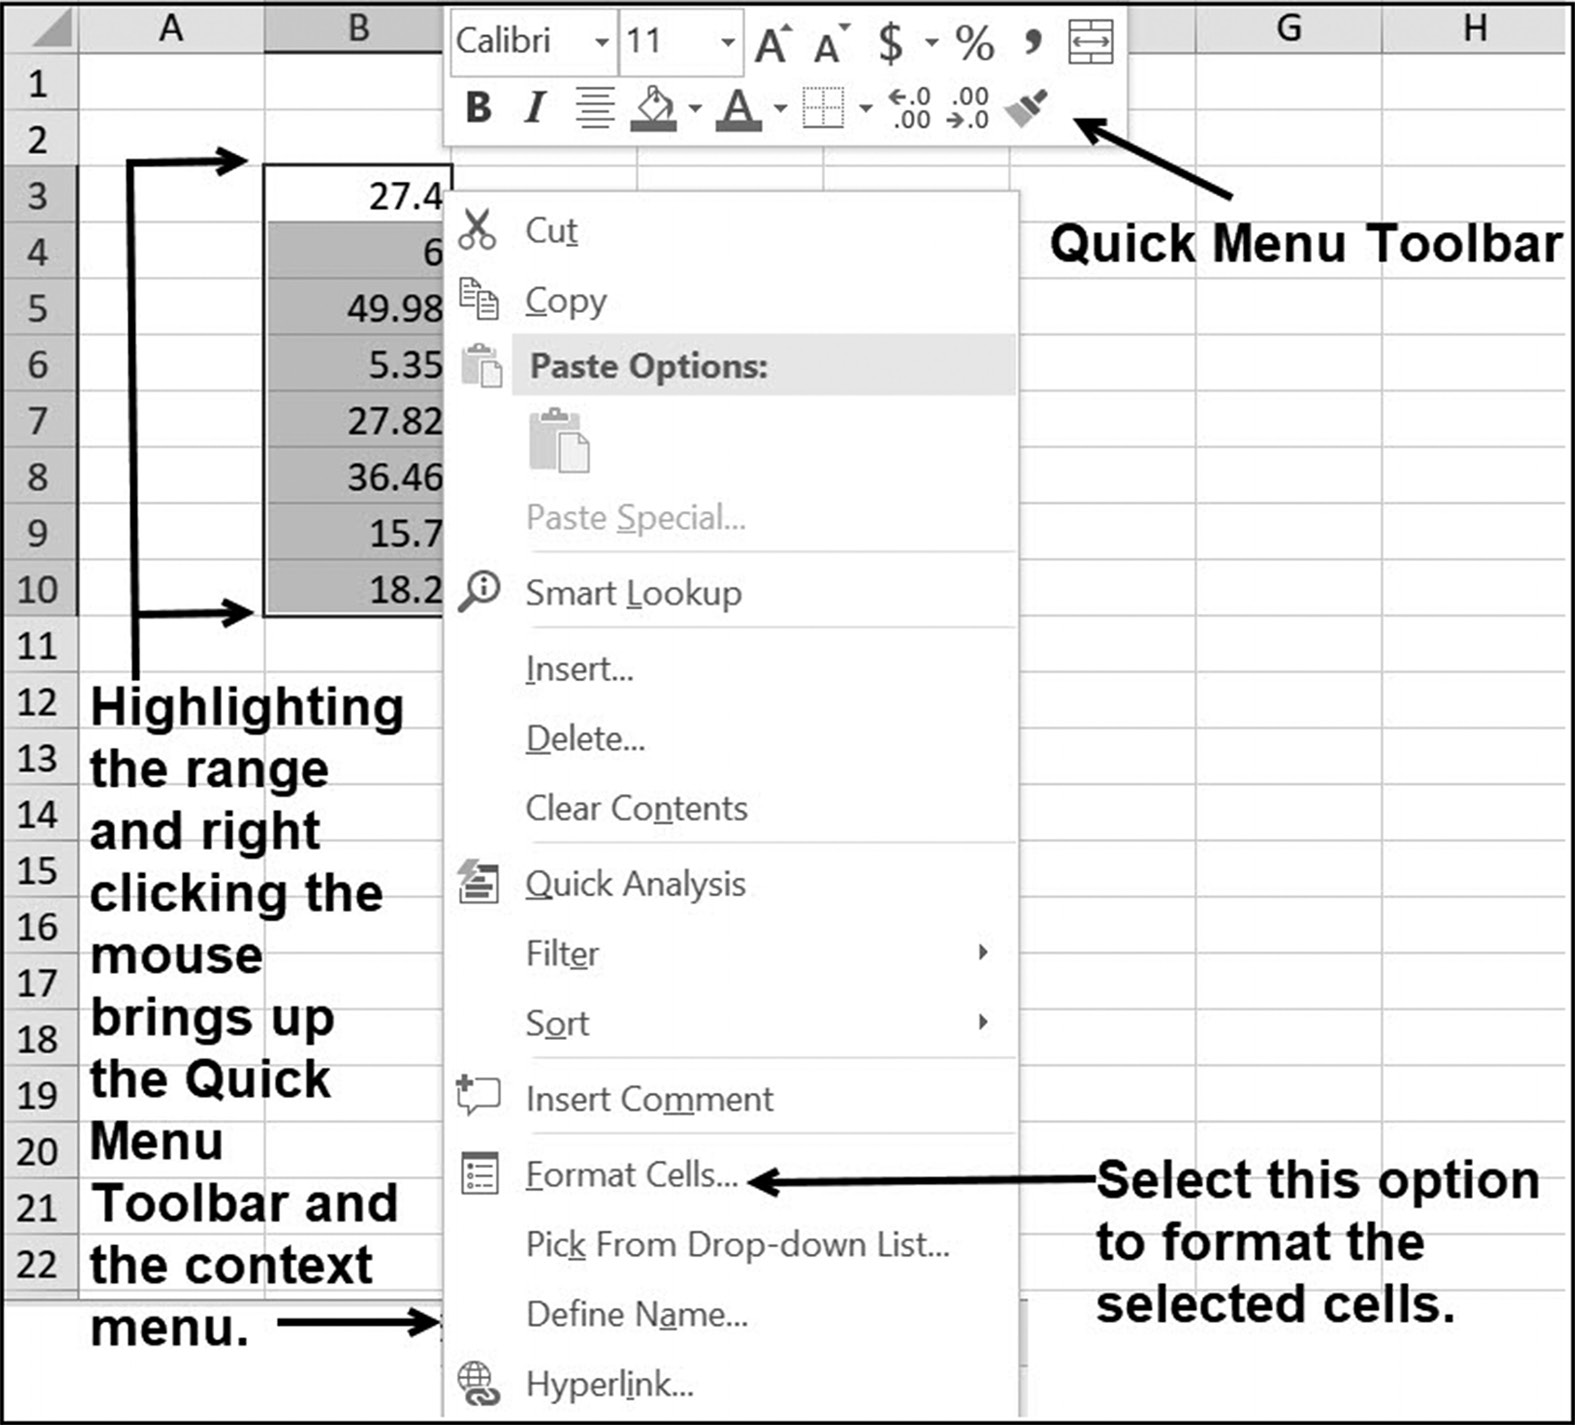 A B G H
Calibri 11 A A $ % ,
B I A ←.0 .00 .00 →.0
1
2
3 27.4
4 6
5 49.98
6 5.35
7 27.82
8 36.46
9 15.7
10 18.2
11
12
13
14
15
16
17
18
19
20
21
22
Quick Menu Toolbar
Cut
Copy
Paste Options:
Paste Special...
Smart Lookup
Insert...
Delete...
Clear Contents
Quick Analysis
Filter
Sort
Insert Comment
Format Cells...
Pick From Drop-down List...
Define Name...
Hyperlink...
Highlighting
the range
and right
clicking the
mouse
brings up
the Quick
Menu
Toolbar and
the context
menu.
Select this option
to format the
selected cells.